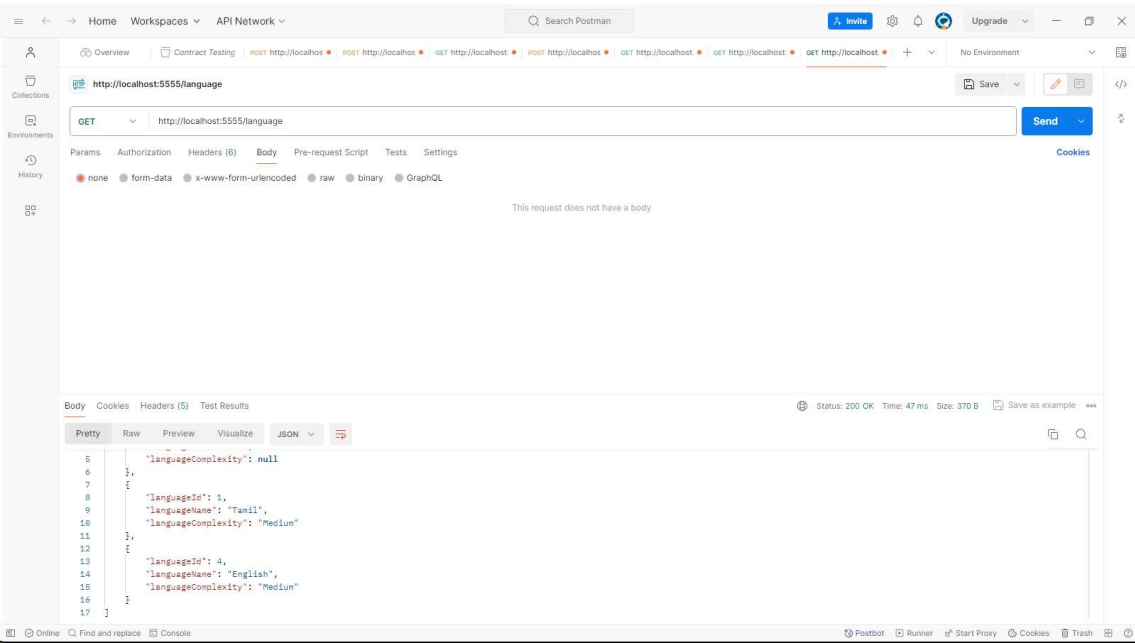 Home Workspaces API Network Search Postman Invite Upgrade
Overview Contract Testing POST http://localhos POST http://localhos GET http://localhost. POST http://localhos GET http://localhost. GET http://localhost. GET http://localhost. No Environment
HTTP http://localhost:5555/language Save
Collections
GET http://localhost:5555/language Send
Environments
Params Authorization Headers (6) Body Pre-request Script Tests Settings Cookies
History
none form-data x-www-form-urlencoded raw binary GraphQL
This request does not have a body
Body Cookies Headers (5) Test Results Status: 200 OK Time: 47 ms Size: 370 B Save as example
Pretty Raw Preview Visualize JSON
5 "languageComplexity": null
6 },
7 {
8 "languageId": 1,
9 "languageName": "Tamil",
10 "languageComplexity": "Medium"
11 },
12 {
13 "languageId": 4,
14 "languageName": "English",
15 "languageComplexity": "Medium"
16 }
17 ]
Online Find and replace Console Postbot Runner Start Proxy Cookies Trash